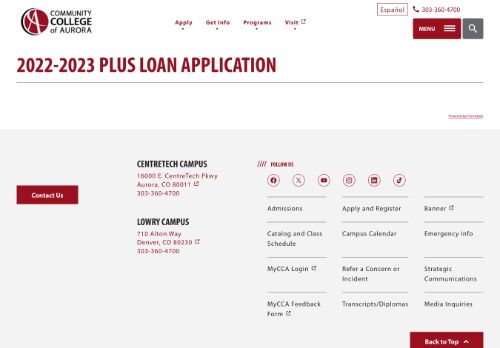 COMMUNITY
COLLEGE
of AURORA
Apply
Get Info
Programs
Visit
Español
303-360-4700
MENU
2022-2023 PLUS LOAN APPLICATION
Powered by Formstack
Contact Us
CENTRETECH CAMPUS
16000 E. CentreTech Pkwy
Aurora, CO 80011
303-360-4700
LOWRY CAMPUS
710 Alton Way
Denver, CO 80230
303-360-4700
//// FOLLOW US
Admissions
Apply and Register
Banner
Catalog and Class
Schedule
Campus Calendar
Emergency Info
MyCCA Login
Refer a Concern or
Incident
Strategic
Communications
MyCCA Feedback
Form
Transcripts/Diplomas
Media Inquiries
Back to Top